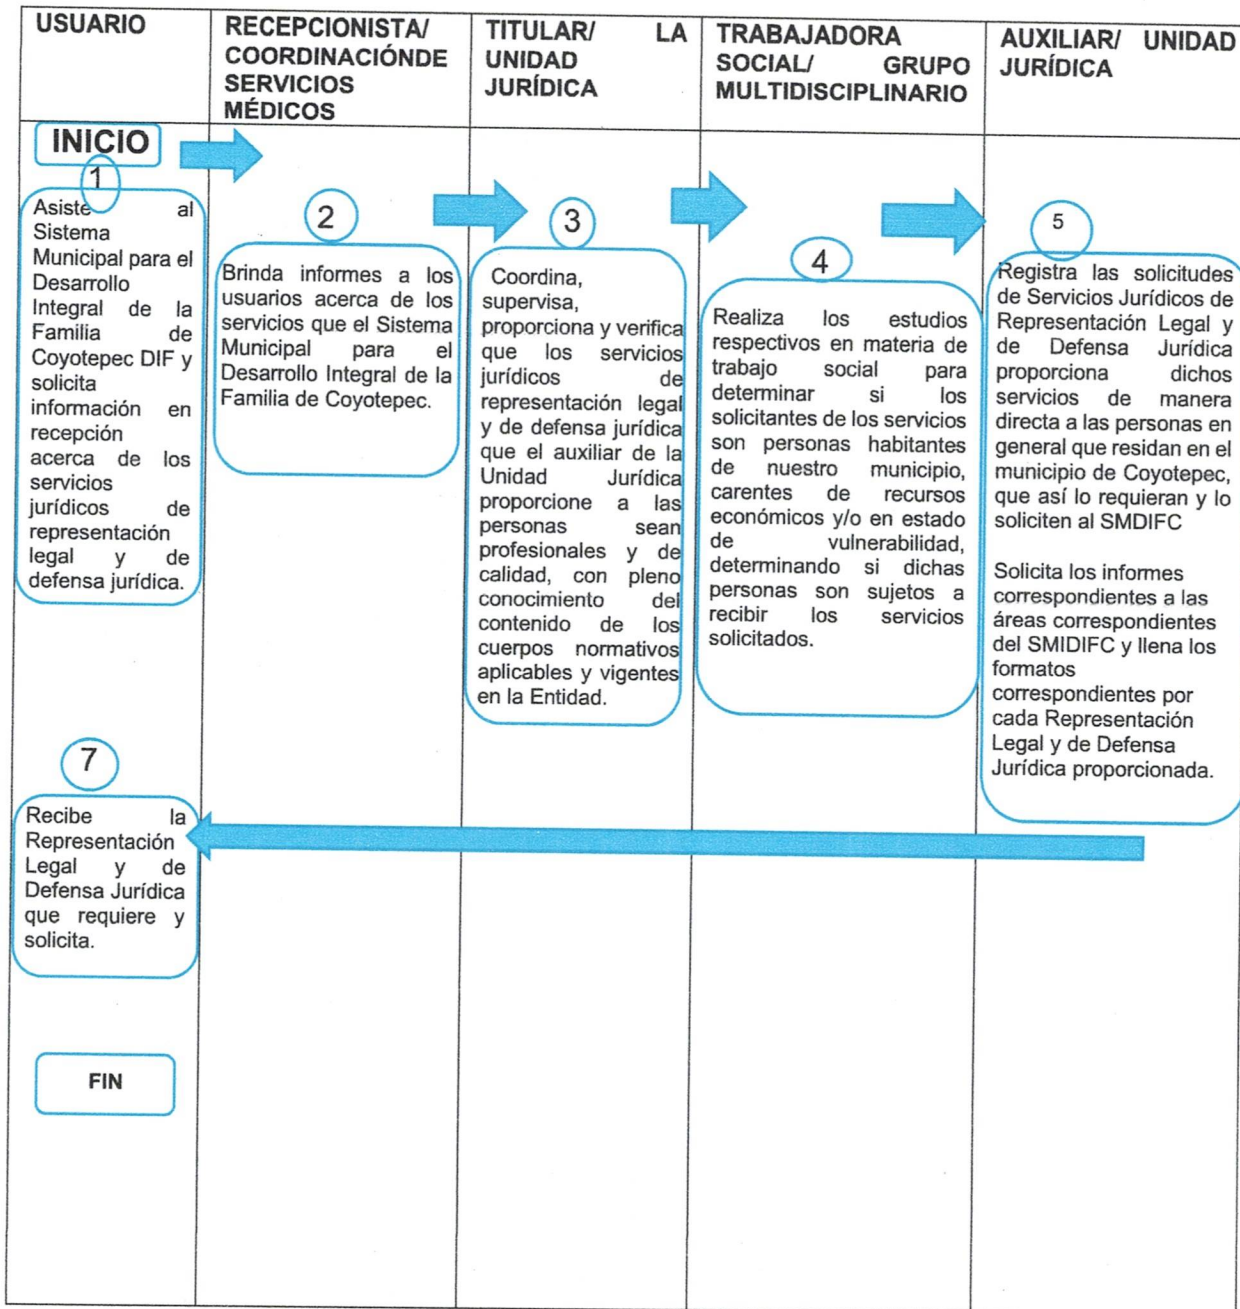 USUARIO
RECEPCIONISTA/
COORDINACIÓNDE
SERVICIOS
MÉDICOS
TITULAR/ LA
UNIDAD
JURÍDICA
TRABAJADORA
SOCIAL/ GRUPO
MULTIDISCIPLINARIO
AUXILIAR/ UNIDAD
JURÍDICA
INICIO
1
Asiste al
Sistema
Municipal para el
Desarrollo
Integral de la
Familia de
Coyotepec DIF y
solicita
información en
recepción
acerca de los
servicios
jurídicos de
representación
legal y de
defensa jurídica.
2
Brinda informes a los
usuarios acerca de los
servicios que el Sistema
Municipal para el
Desarrollo Integral de la
Familia de Coyotepec.
3
Coordina,
supervisa,
proporciona y verifica
que los servicios
jurídicos de
representación legal
y de defensa jurídica
que el auxiliar de la
Unidad Jurídica
proporcione a las
personas sean
profesionales y de
calidad, con pleno
conocimiento del
contenido de los
cuerpos normativos
aplicables y vigentes
en la Entidad.
4
Realiza los estudios
respectivos en materia de
trabajo social para
determinar si los
solicitantes de los servicios
son personas habitantes
de nuestro municipio,
carentes de recursos
económicos y/o en estado
de vulnerabilidad,
determinando si dichas
personas son sujetos a
recibir los servicios
solicitados.
5
Registra las solicitudes
de Servicios Jurídicos de
Representación Legal y
de Defensa Jurídica
proporciona dichos
servicios de manera
directa a las personas en
general que residan en el
municipio de Coyotepec,
que así lo requieran y lo
soliciten al SMDIFC
Solicita los informes
correspondientes a las
áreas correspondientes
del SMIDIFC y llena los
formatos
correspondientes por
cada Representación
Legal y de Defensa
Jurídica proporcionada.
7
Recibe la
Representación
Legal y de
Defensa Jurídica
que requiere y
solicita.
FIN